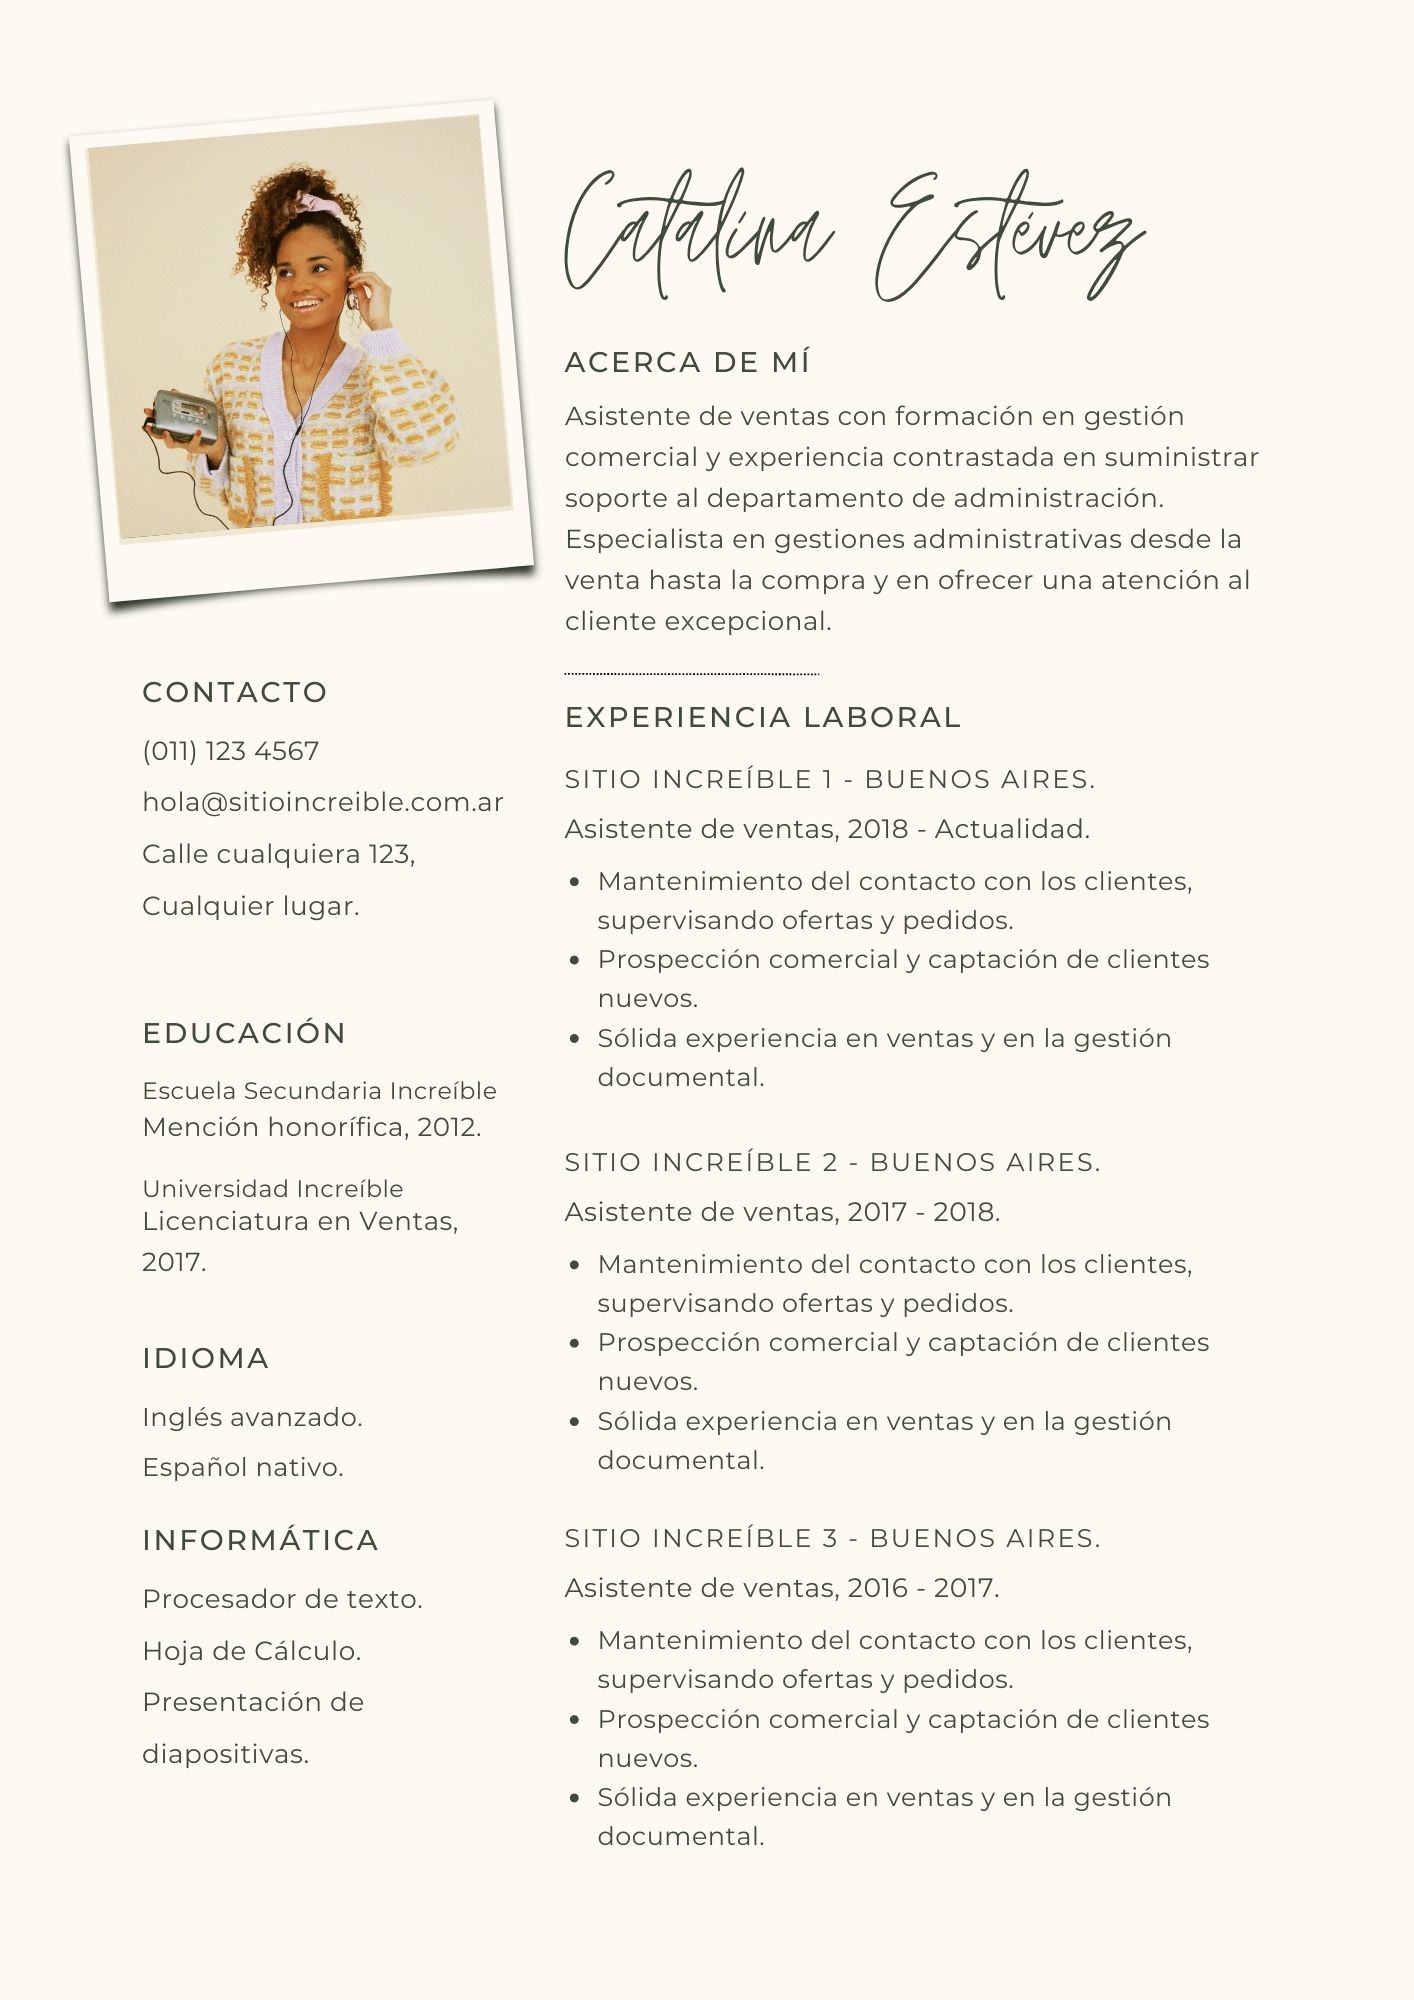 Catalina Estévez
ACERCA DE MÍ
Asistente de ventas con formación en gestión
comercial y experiencia contrastada en suministrar
soporte al departamento de administración.
Especialista en gestiones administrativas desde la
venta hasta la compra y en ofrecer una atención al
cliente excepcional.
CONTACTO
(011) 123 4567
hola@sitioincreible.com.ar
Calle cualquiera 123,
Cualquier lugar.
EDUCACIÓN
Escuela Secundaria Increíble
Mención honorífica, 2012.
Universidad Increíble
Licenciatura en Ventas,
2017.
IDIOMA
Inglés avanzado.
Español nativo.
INFORMÁTICA
Procesador de texto.
Hoja de Cálculo.
Presentación de
diapositivas.
EXPERIENCIA LABORAL
SITIO INCREÍBLE 1 - BUENOS AIRES.
Asistente de ventas, 2018 - Actualidad.
• Mantenimiento del contacto con los clientes,
supervisando ofertas y pedidos.
• Prospección comercial y captación de clientes
nuevos.
• Sólida experiencia en ventas y en la gestión
documental.
SITIO INCREÍBLE 2 - BUENOS AIRES.
Asistente de ventas, 2017 - 2018.
• Mantenimiento del contacto con los clientes,
supervisando ofertas y pedidos.
• Prospección comercial y captación de clientes
nuevos.
• Sólida experiencia en ventas y en la gestión
documental.
SITIO INCREÍBLE 3 - BUENOS AIRES.
Asistente de ventas, 2016 - 2017.
• Mantenimiento del contacto con los clientes,
supervisando ofertas y pedidos.
• Prospección comercial y captación de clientes
nuevos.
• Sólida experiencia en ventas y en la gestión
documental.